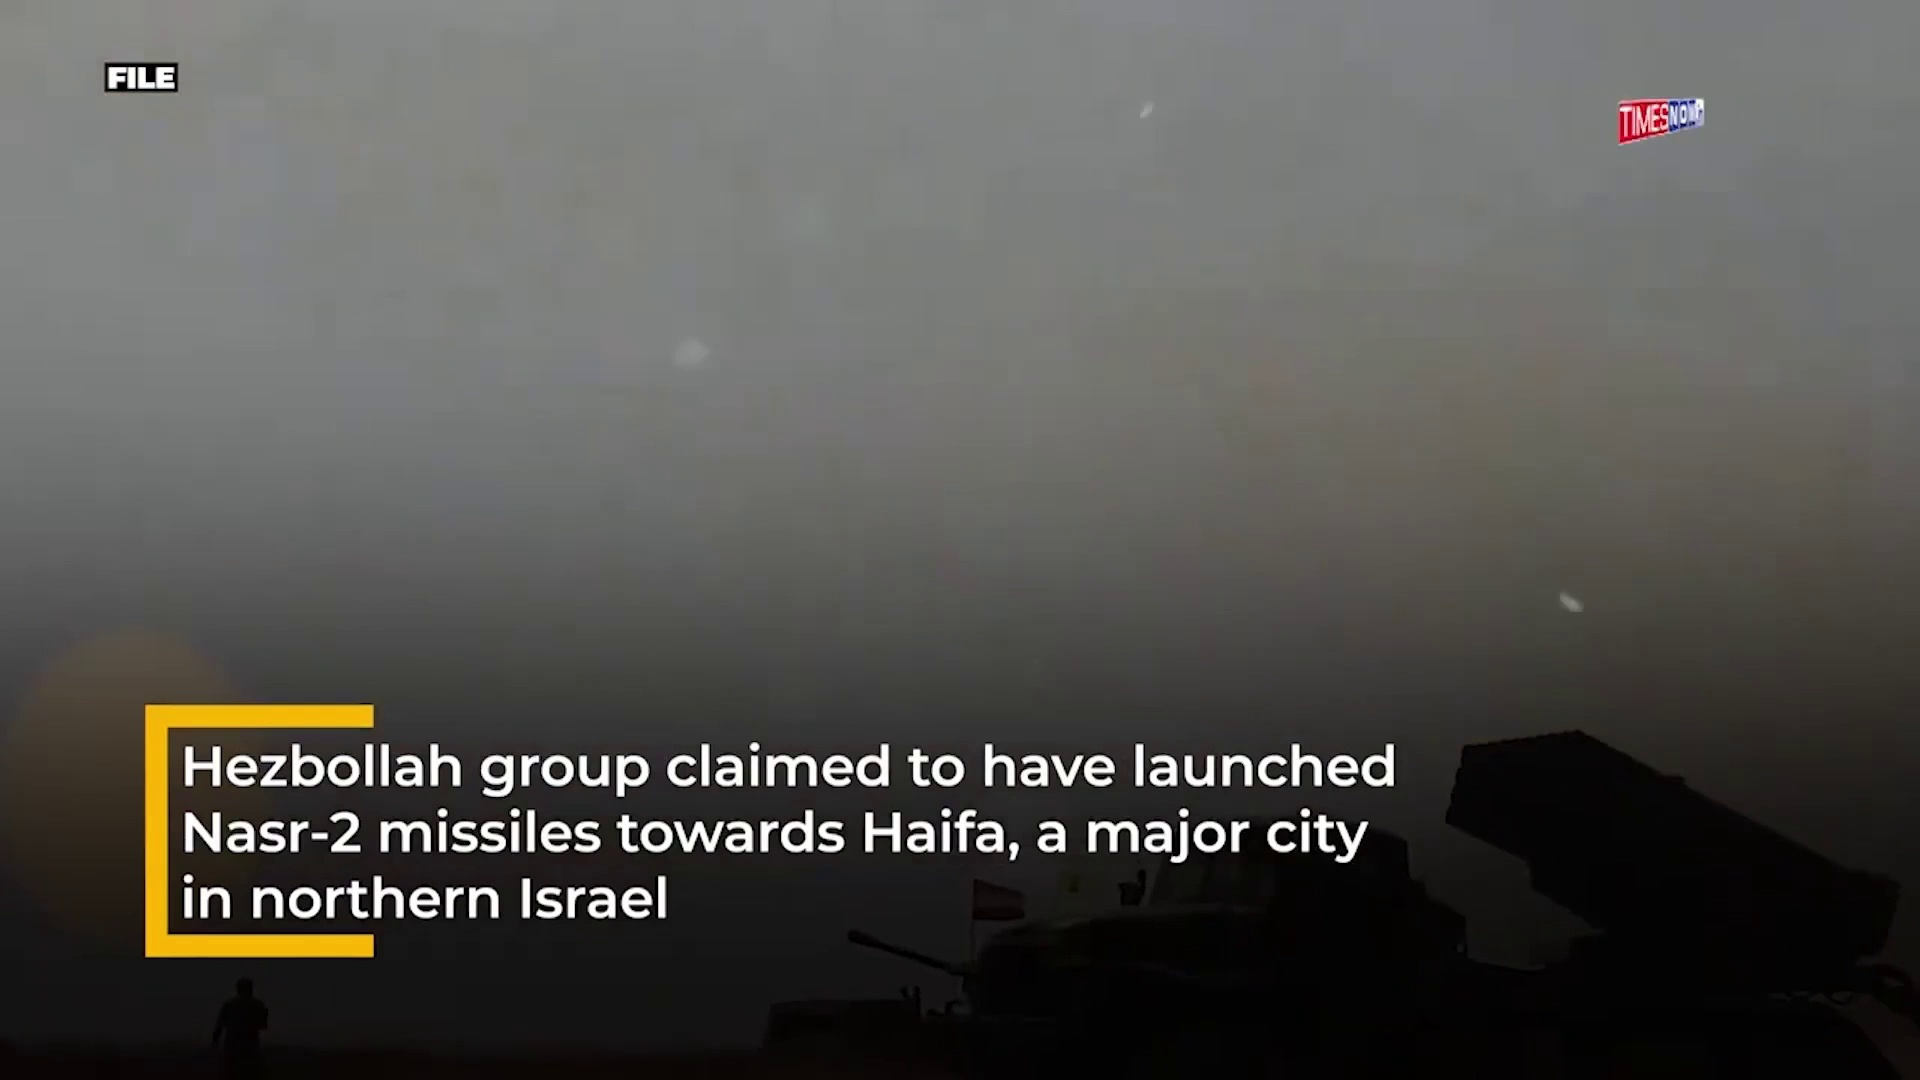 FILE
TIMES NOW
Hezbollah group claimed to have launched
Nasr-2 missiles towards Haifa, a major city
in northern Israel